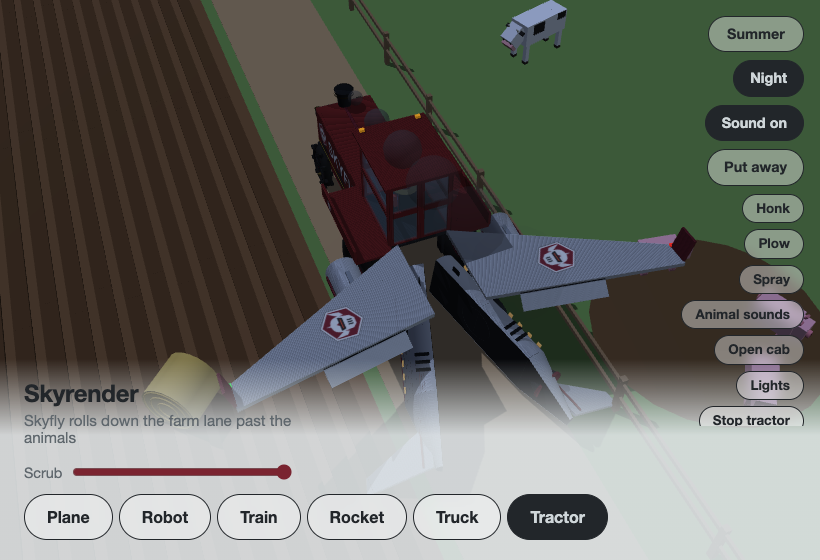 Summer
Night
Sound on
Put away
Honk
Plow
Spray
Animal sounds
Open cab
Lights
Stop tractor
Skyrender
Skyfly rolls down the farm lane past the
animals
Scrub
Plane
Robot
Train
Rocket
Truck
Tractor